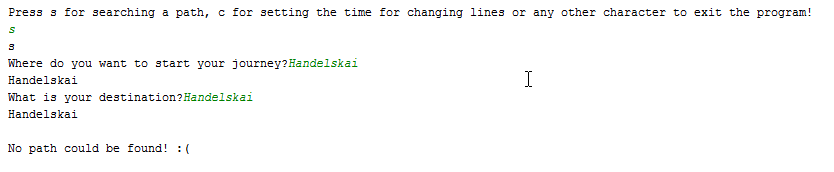 Press s for searching a path, c for setting the time for changing lines or any other character to exit the program!
s
s
Where do you want to start your journey?Handelskai
Handelskai
What is your destination?Handelskai
Handelskai
No path could be found! :(